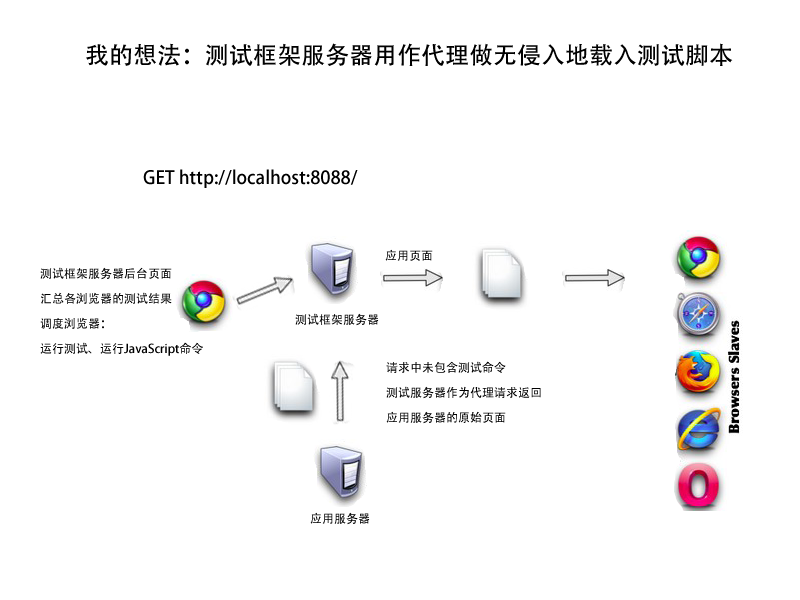 我的想法：测试框架服务器用作代理做无侵入地载入测试脚本
GET http://localhost:8088/
测试框架服务器后台页面
汇总各浏览器的测试结果
调度浏览器：
运行测试、运行JavaScript命令
测试框架服务器
应用页面
请求中未包含测试命令
测试服务器作为代理请求返回
应用服务器的原始页面
应用服务器
Browsers Slaves